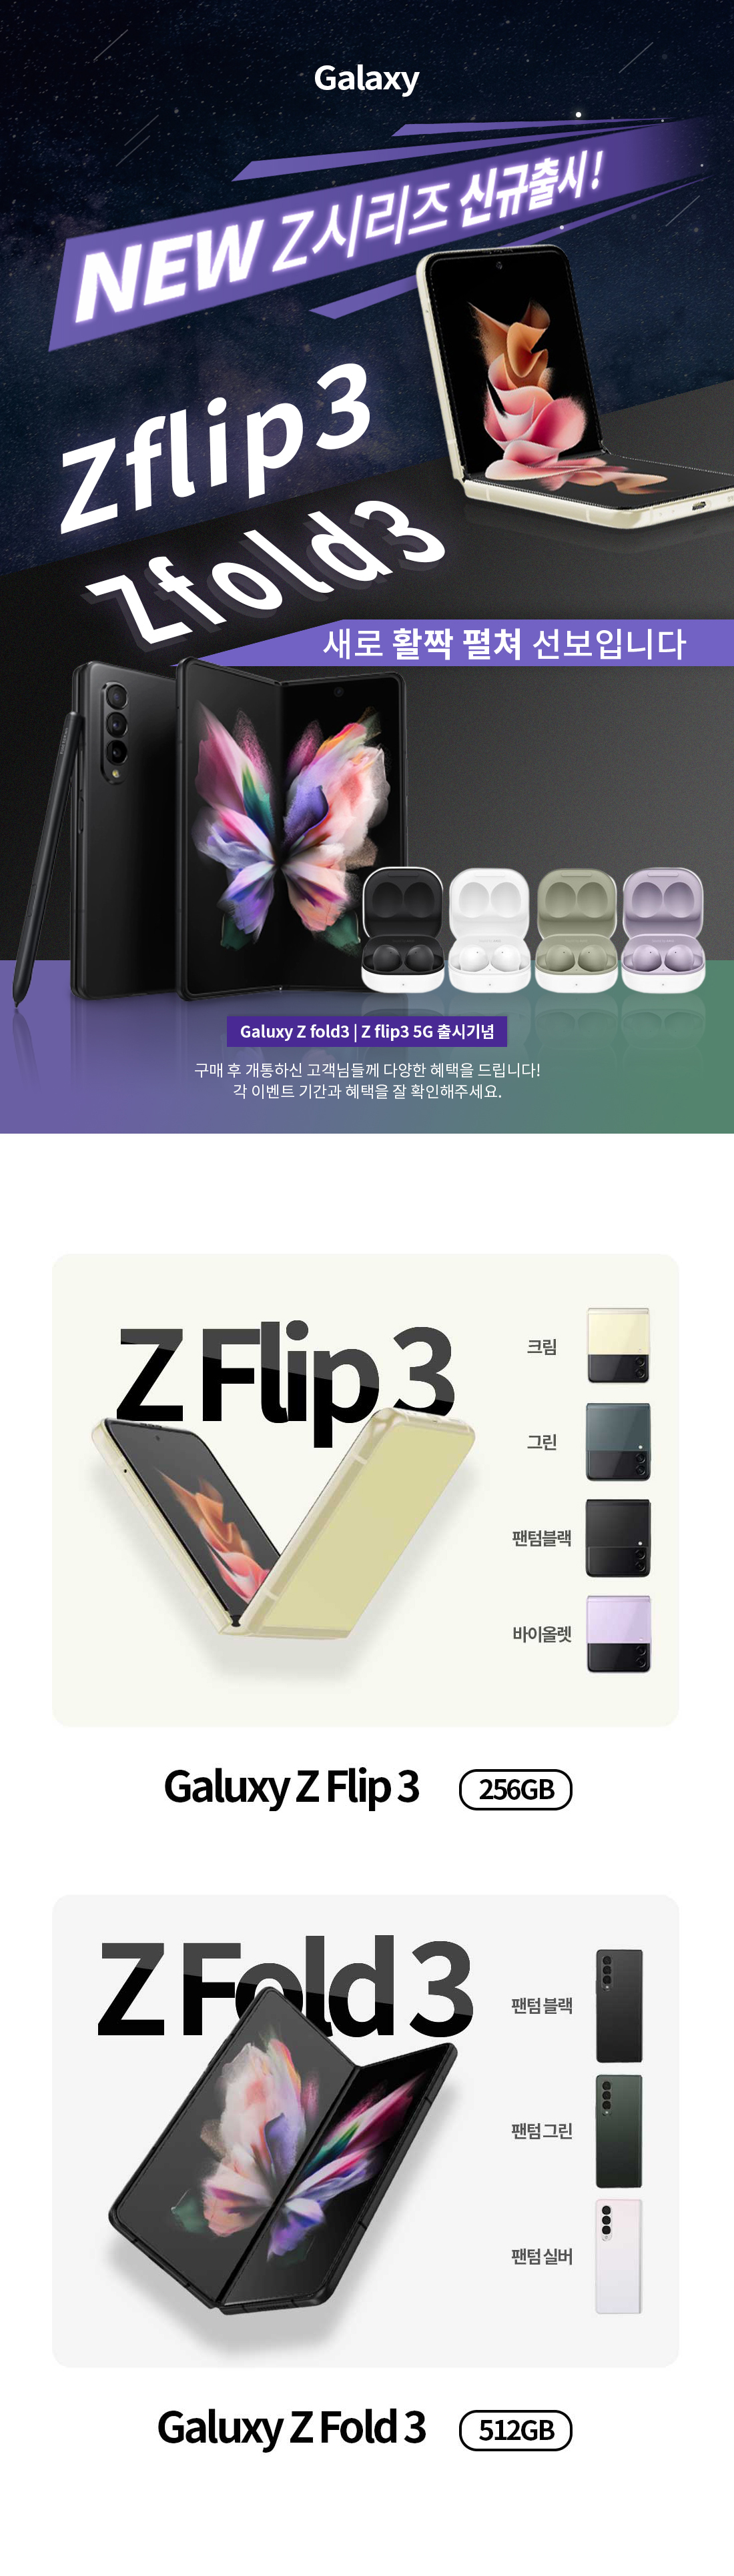 Galaxy
NEW Z시리즈 신규출시!
Zflip3
Zfold3
새로 활짝 펼쳐 선보입니다
Galuxy Z fold3 | Z flip3 5G 출시기념
구매 후 개통하신 고객님들께 다양한 혜택을 드립니다!
각 이벤트 기간과 혜택을 잘 확인해주세요.
Z Flip 3
크림
그린
팬텀블랙
바이올렛
Galuxy Z Flip 3 256GB
Z Fold 3
팬텀 블랙
팬텀 그린
팬텀 실버
Galuxy Z Fold 3 512GB